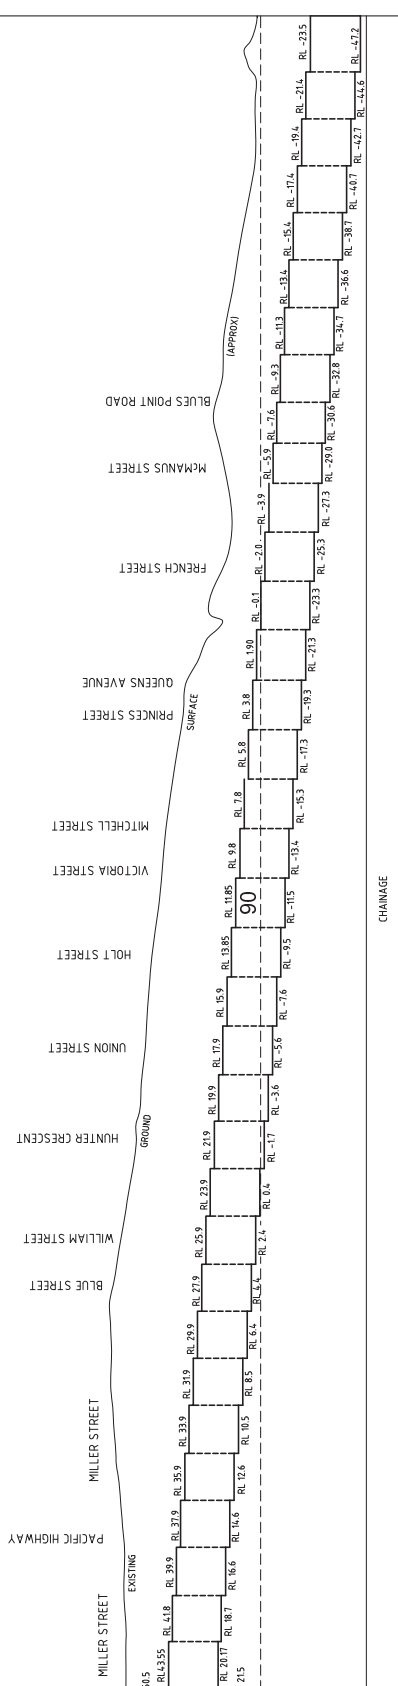 RL -23.5
RL -47.2
RL -21.4
RL -44.6
RL -19.4
RL -42.7
RL -17.4
RL -40.7
RL -15.4
RL -38.7
RL -13.4
RL -36.6
RL -11.3
RL -34.7
(APPROX)
RL -9.3
RL -32.8
BLUES POINT ROAD
RL -7.6
RL -30.6
McMANUS STREET
RL -5.9
RL -29.0
RL -3.9
RL -27.3
FRENCH STREET
RL -2.0
RL -25.3
RL -0.1
RL -23.3
RL 1.90
RL -21.3
QUEENS AVENUE
PRINCES STREET
SURFACE
RL 3.8
RL -19.3
RL 5.8
RL -17.3
RL 7.8
RL -15.3
MITCHELL STREET
RL 9.8
RL -13.4
VICTORIA STREET
RL 11.85
90
RL -11.5
CHAINAGE
HOLT STREET
RL 13.85
RL -9.5
RL 15.9
RL -7.6
UNION STREET
RL 17.9
RL -5.6
RL 19.9
RL -3.6
HUNTER CRESCENT
GROUND
RL 21.9
RL -1.7
RL 23.9
RL 0.4
WILLIAM STREET
RL 25.9
RL 2.4
BLUE STREET
RL 27.9
RL 4.4
RL 29.9
RL 6.4
RL 31.9
RL 8.5
MILLER STREET
RL 33.9
RL 10.5
RL 35.9
RL 12.6
PACIFIC HIGHWAY
RL 37.9
RL 14.6
EXISTING
RL 39.9
RL 16.6
MILLER STREET
RL 41.8
RL 18.7
RL43.55
RL 20.17
50.5
21.5